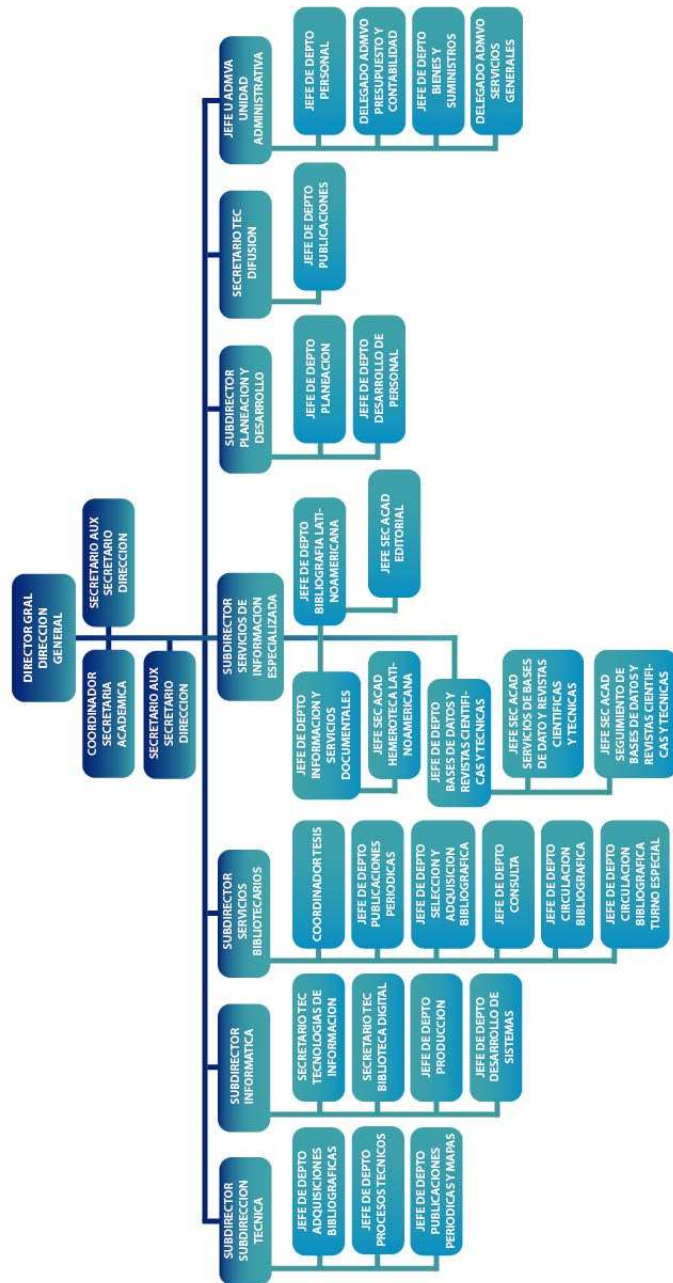 DIRECTOR GRAL
DIRECCION
GENERAL
COORDINADOR
SECRETARIA
ACADEMICA
SECRETARIO AUX
SECRETARIO
DIRECCION
SECRETARIO AUX
SECRETARIO
DIRECCION
SUBDIRECTOR
SUBDIRECCION
TECNICA
JEFE DE DEPTO
ADQUISICIONES
BIBLIOGRAFICAS
JEFE DE DEPTO
PROCESOS TECNICOS
JEFE DE DEPTO
PUBLICACIONES
PERIODICAS Y MAPAS
SUBDIRECTOR
INFORMATICA
SECRETARIO TEC
TECNOLOGIAS DE
INFORMACION
SECRETARIO TEC
BIBLIOTECA DIGITAL
JEFE DE DEPTO
PRODUCCION
JEFE DE DEPTO
DESARROLLO DE
SISTEMAS
SUBDIRECTOR
SERVICIOS
BIBLIOTECARIOS
COORDINADOR TESIS
JEFE DE DEPTO
PUBLICACIONES
PERIODICAS
JEFE DE DEPTO
SELECCION Y
ADQUISICION
BIBLIOGRAFICA
JEFE DE DEPTO
CONSULTA
JEFE DE DEPTO
CIRCULACION
BIBLIOGRAFICA
JEFE DE DEPTO
CIRCULACION
BIBLIOGRAFICA
TURNO ESPECIAL
SUBDIRECTOR
SERVICIOS DE
INFORMACION
ESPECIALIZADA
JEFE DE DEPTO
INFORMACION Y
SERVICIOS
DOCUMENTALES
JEFE SEC ACAD
HEMEROTECA LATI-
NOAMERICANA
JEFE DE DEPTO
BIBLIOGRAFIA LATI-
NOAMERICANA
JEFE SEC ACAD
EDITORIAL
JEFE DE DEPTO
BASES DE DATOS Y
REVISTAS CIENTIFI-
CAS Y TECNICAS
JEFE SEC ACAD
SERVICIOS DE BASES
DE DATO Y REVISTAS
CIENTIFICAS
Y TECNICAS
JEFE SEC ACAD
SEGUIMIENTO DE
BASES DE DATOS Y
REVISTAS CIENTIFI-
CAS Y TECNICAS
SUBDIRECTOR
PLANEACION Y
DESARROLLO
JEFE DE DEPTO
PLANEACION
JEFE DE DEPTO
DESARROLLO DE
PERSONAL
SECRETARIO TEC
DIFUSION
JEFE DE DEPTO
PUBLICACIONES
JEFE U ADMVA
UNIDAD
ADMINISTRATIVA
JEFE DE DEPTO
PERSONAL
DELEGADO ADMVO
PRESUPUESTO Y
CONTABILIDAD
JEFE DE DEPTO
BIENES Y
SUMINISTROS
DELEGADO ADMVO
SERVICIOS
GENERALES